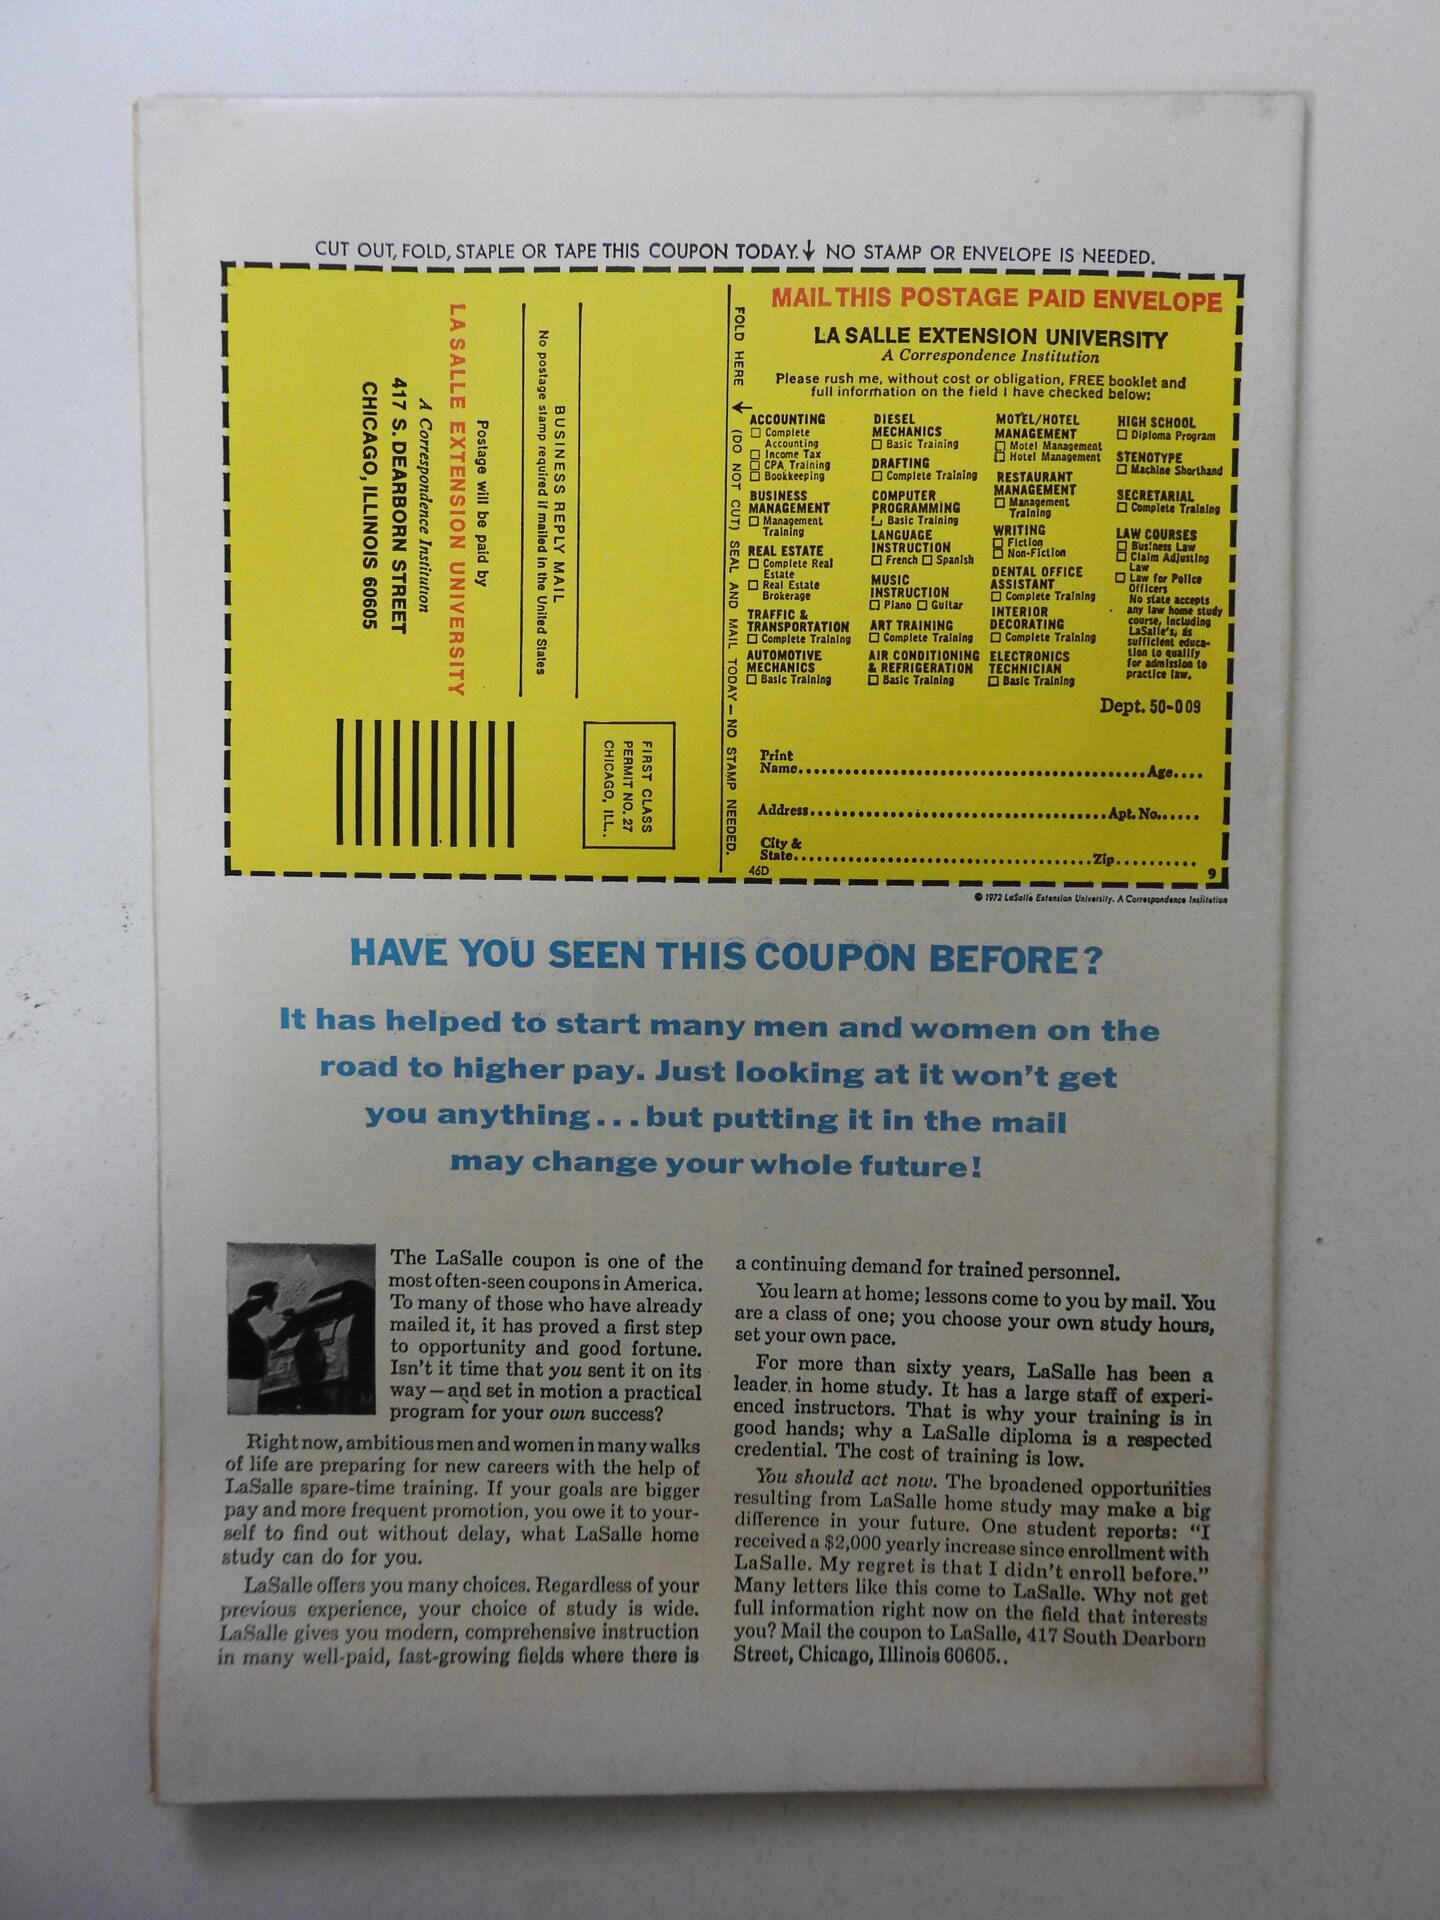 CUT OUT, FOLD, STAPLE OR TAPE THIS COUPON TODAY. ↓ NO STAMP OR ENVELOPE IS NEEDED.
FIRST CLASS
PERMIT NO. 27
CHICAGO, ILL..
BUSINESS REPLY MAIL
No postage stamp required if mailed in the United States
Postage will be paid by
LA SALLE EXTENSION UNIVERSITY
A Correspondence Institution
417 S. DEARBORN STREET
CHICAGO, ILLINOIS 60605
FOLD HERE ← (DO NOT CUT) SEAL AND MAIL TODAY — NO STAMP NEEDED.
MAIL THIS POSTAGE PAID ENVELOPE
LA SALLE EXTENSION UNIVERSITY
A Correspondence Institution
Please rush me, without cost or obligation, FREE booklet and
full information on the field I have checked below:
ACCOUNTING
☐ Complete
Accounting
☐ Income Tax
☐ CPA Training
☐ Bookkeeping
BUSINESS
MANAGEMENT
☐ Management
Training
REAL ESTATE
☐ Complete Real
Estate
☐ Real Estate
Brokerage
TRAFFIC &
TRANSPORTATION
☐ Complete Training
AUTOMOTIVE
MECHANICS
☐ Basic Training
DIESEL
MECHANICS
☐ Basic Training
DRAFTING
☐ Complete Training
COMPUTER
PROGRAMMING
☐ Basic Training
LANGUAGE
INSTRUCTION
☐ French ☐ Spanish
MUSIC
INSTRUCTION
☐ Piano ☐ Guitar
ART TRAINING
☐ Complete Training
AIR CONDITIONING
& REFRIGERATION
☐ Basic Training
MOTEL/HOTEL
MANAGEMENT
☐ Motel Management
☐ Hotel Management
RESTAURANT
MANAGEMENT
☐ Management
Training
WRITING
☐ Fiction
☐ Non-Fiction
DENTAL OFFICE
ASSISTANT
☐ Complete Training
INTERIOR
DECORATING
☐ Complete Training
ELECTRONICS
TECHNICIAN
☐ Basic Training
HIGH SCHOOL
☐ Diploma Program
STENOTYPE
☐ Machine Shorthand
SECRETARIAL
☐ Complete Training
LAW COURSES
☐ Business Law
☐ Claim Adjusting
Law
☐ Law for Police
Officers
No state accepts
any law home study
course, including
LaSalle's, as
sufficient educa-
tion to qualify
for admission to
practice law.
Dept. 50-009
Print
Name.............................................Age....
Address.......................................Apt. No......
City &
State.......................................Zip..........
46D 9
© 1972 LaSalle Extension University. A Correspondence Institution
HAVE YOU SEEN THIS COUPON BEFORE?
It has helped to start many men and women on the
road to higher pay. Just looking at it won't get
you anything...but putting it in the mail
may change your whole future!
The LaSalle coupon is one of the
most often-seen coupons in America.
To many of those who have already
mailed it, it has proved a first step
to opportunity and good fortune.
Isn't it time that you sent it on its
way—and set in motion a practical
program for your own success?
Right now, ambitious men and women in many walks
of life are preparing for new careers with the help of
LaSalle spare-time training. If your goals are bigger
pay and more frequent promotion, you owe it to your-
self to find out without delay, what LaSalle home
study can do for you.
LaSalle offers you many choices. Regardless of your
previous experience, your choice of study is wide.
LaSalle gives you modern, comprehensive instruction
in many well-paid, fast-growing fields where there is
a continuing demand for trained personnel.
You learn at home; lessons come to you by mail. You
are a class of one; you choose your own study hours,
set your own pace.
For more than sixty years, LaSalle has been a
leader in home study. It has a large staff of experi-
enced instructors. That is why your training is in
good hands; why a LaSalle diploma is a respected
credential. The cost of training is low.
You should act now. The broadened opportunities
resulting from LaSalle home study may make a big
difference in your future. One student reports: "I
received a $2,000 yearly increase since enrollment with
LaSalle. My regret is that I didn't enroll before."
Many letters like this come to LaSalle. Why not get
full information right now on the field that interests
you? Mail the coupon to LaSalle, 417 South Dearborn
Street, Chicago, Illinois 60605..